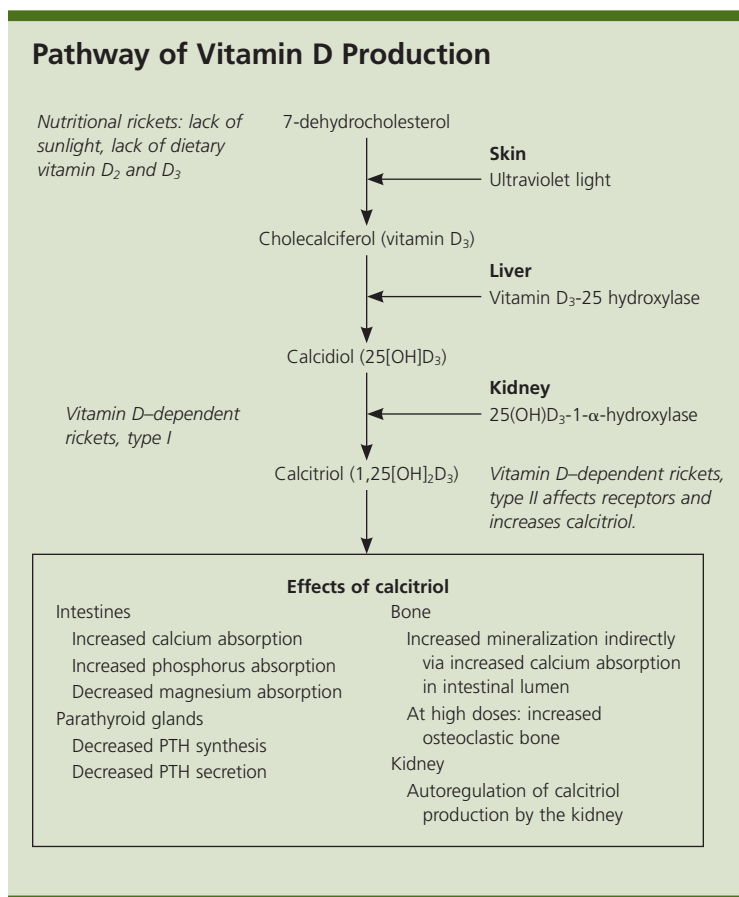 Pathway of Vitamin D Production
Nutritional rickets: lack of
sunlight, lack of dietary
vitamin D₂ and D₃
7-dehydrocholesterol
Skin
Ultraviolet light
Cholecalciferol (vitamin D₃)
Liver
Vitamin D₃-25 hydroxylase
Calcidiol (25[OH]D₃)
Kidney
25(OH)D₃-1-α-hydroxylase
Vitamin D–dependent
rickets, type I
Calcitriol (1,25[OH]₂D₃)
Vitamin D–dependent rickets,
type II affects receptors and
increases calcitriol.
Effects of calcitriol
Intestines
Increased calcium absorption
Increased phosphorus absorption
Decreased magnesium absorption
Parathyroid glands
Decreased PTH synthesis
Decreased PTH secretion
Bone
Increased mineralization indirectly
via increased calcium absorption
in intestinal lumen
At high doses: increased
osteoclastic bone
Kidney
Autoregulation of calcitriol
production by the kidney